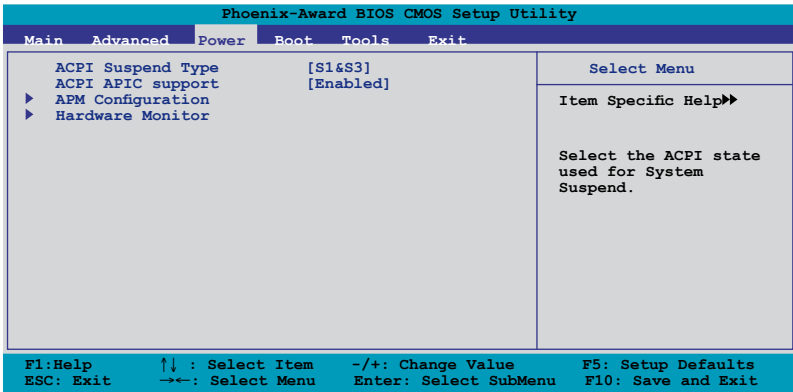 Phoenix-Award BIOS CMOS Setup Utility
Main Advanced Power Boot Tools Exit
ACPI Suspend Type [S1&S3]
ACPI APIC support [Enabled]
APM Configuration
Hardware Monitor
Select Menu
Item Specific Help
Select the ACPI state
used for System
Suspend.
F1:Help ↑↓ : Select Item -/+: Change Value F5: Setup Defaults
ESC: Exit →←: Select Menu Enter: Select SubMenu F10: Save and Exit